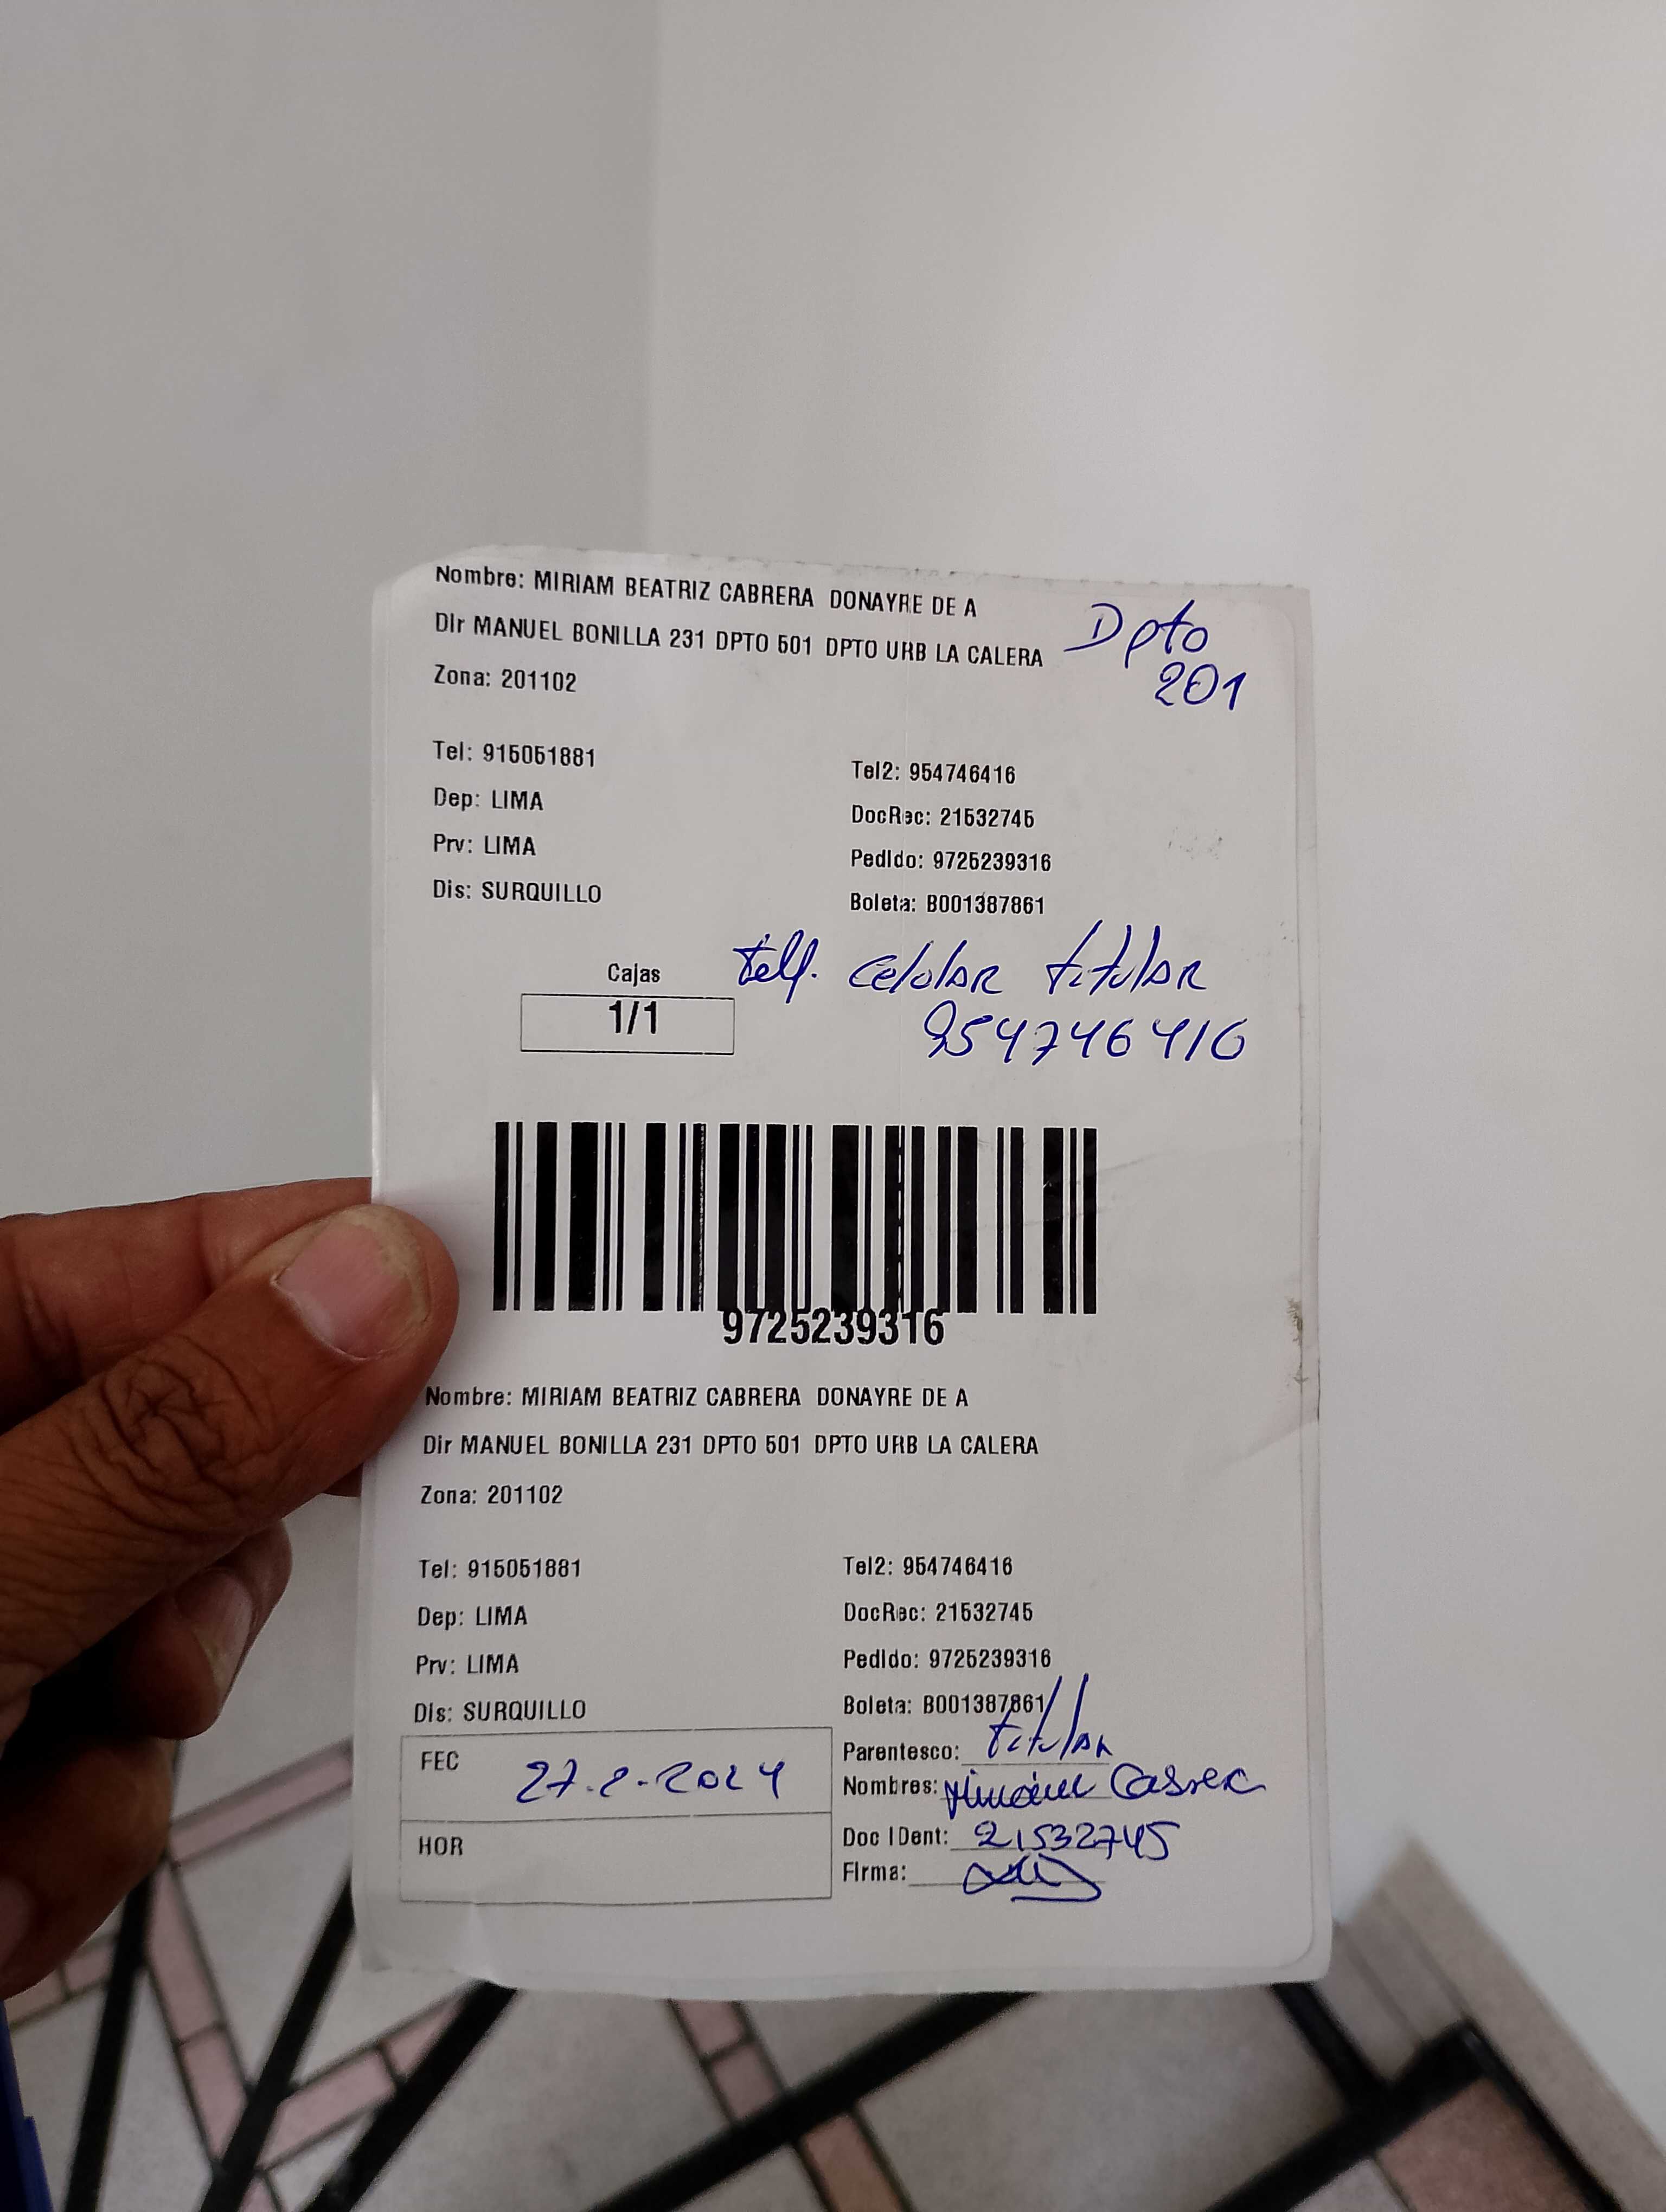 Nombre: MIRIAM BEATRIZ CABRERA DONAYRE DE A
Dir MANUEL BONILLA 231 DPTO 501 DPTO URB LA CALERA
Dpto
201
Zona: 201102
Tel: 915051881
Tel2: 954746416
Dep: LIMA
DocRec: 21532745
Prv: LIMA
Pedido: 9725239316
Dis: SURQUILLO
Boleta: B001387861
Cajas
1/1
Telf. celular titular
954746416
9725239316
Nombre: MIRIAM BEATRIZ CABRERA DONAYRE DE A
Dir MANUEL BONILLA 231 DPTO 501 DPTO URB LA CALERA
Zona: 201102
Tel: 915051881
Tel2: 954746416
Dep: LIMA
DocRec: 21532745
Prv: LIMA
Pedido: 9725239316
Dis: SURQUILLO
Boleta: B001387861
FEC 27-2-2024
Parentesco: titular
Nombres: Cabrera
HOR
Doc IDent: 21532745
Firma: